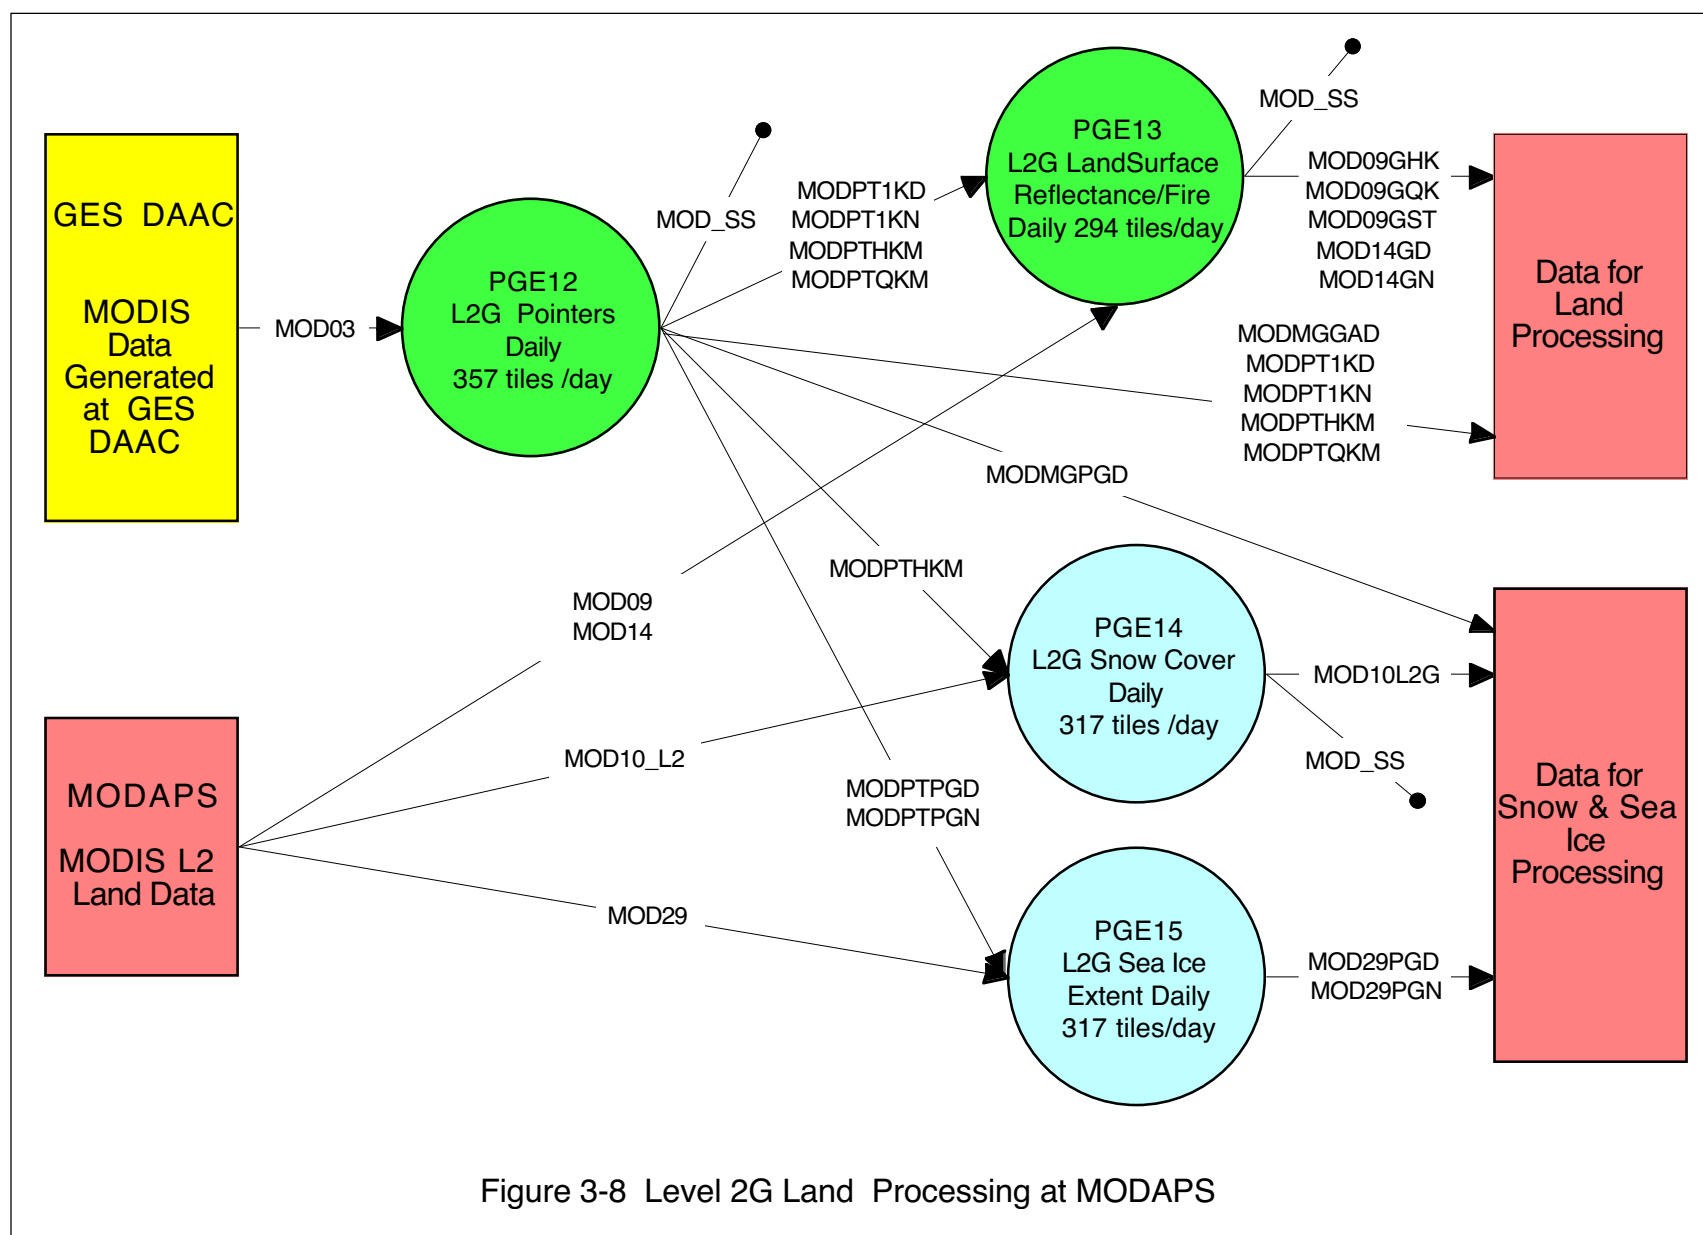 GES DAAC
MODIS
Data
Generated
at GES
DAAC
MOD03
PGE12
L2G Pointers
Daily
357 tiles /day
MOD_SS
MODPT1KD
MODPT1KN
MODPTHKM
MODPTQKM
PGE13
L2G LandSurface
Reflectance/Fire
Daily 294 tiles/day
MOD_SS
MOD09GHK
MOD09GQK
MOD09GST
MOD14GD
MOD14GN
Data for
Land
Processing
MODMGGAD
MODPT1KD
MODPT1KN
MODPTHKM
MODPTQKM
MODMGPGD
MODPTHKM
MOD09
MOD14
MODAPS
MODIS L2
Land Data
MOD10_L2
MOD29
MODPTPGD
MODPTPGN
PGE14
L2G Snow Cover
Daily
317 tiles /day
MOD10L2G
MOD_SS
PGE15
L2G Sea Ice
Extent Daily
317 tiles/day
MOD29PGD
MOD29PGN
Data for
Snow & Sea
Ice
Processing
Figure 3-8 Level 2G Land Processing at MODAPS